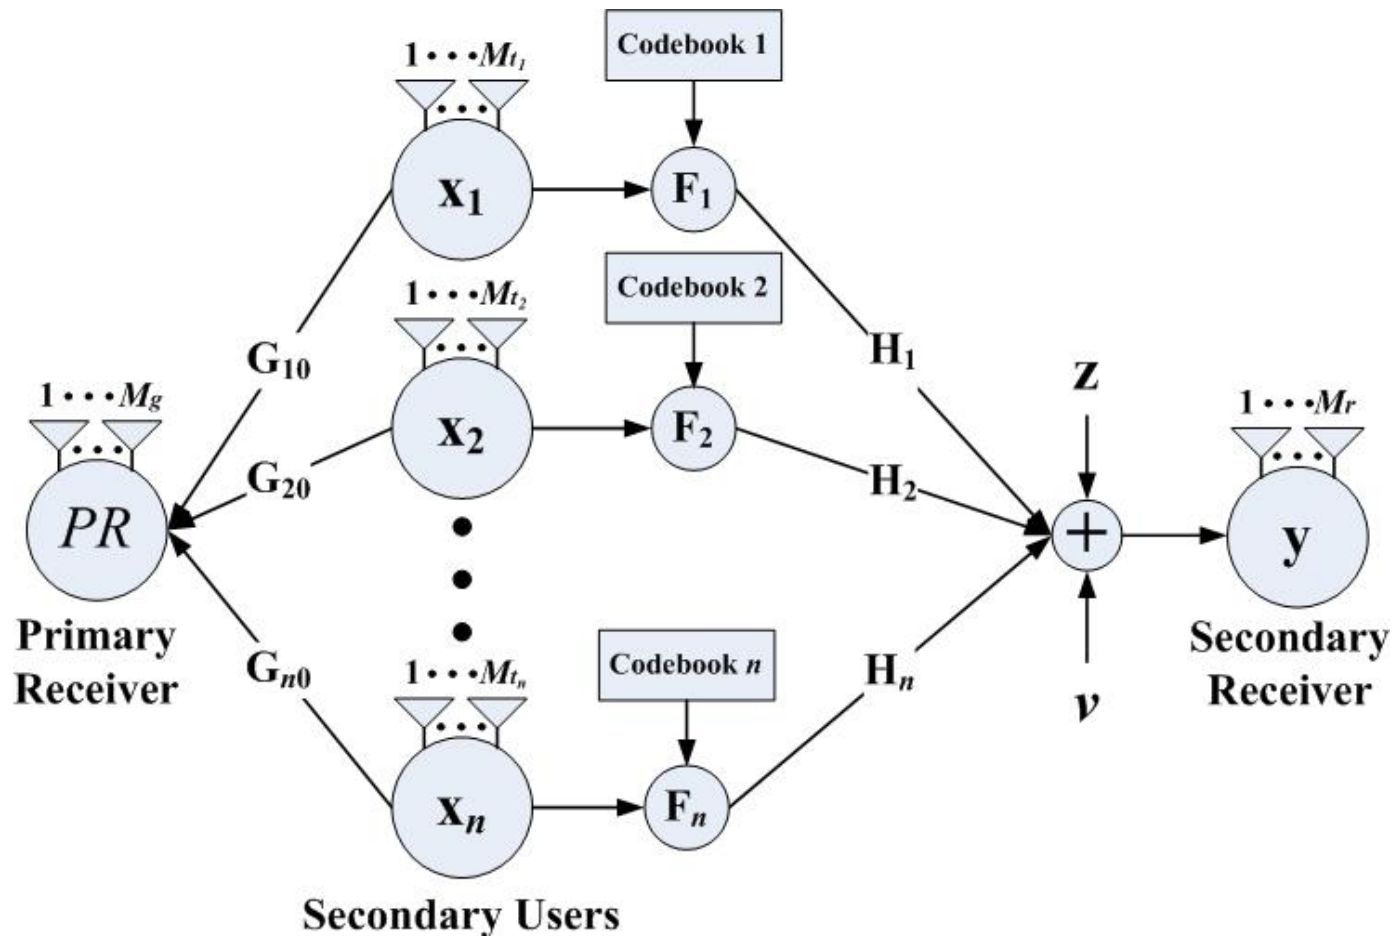 1 ··· Mt1
Codebook 1
x1
F1
1 ··· Mt2
Codebook 2
G10
H1
x2
F2
1 ··· Mg
z
1 ··· Mr
G20
H2
PR
+
y
Primary
Receiver
Secondary
Receiver
1 ··· Mtn
Codebook n
Gn0
Hn
v
xn
Fn
Secondary Users